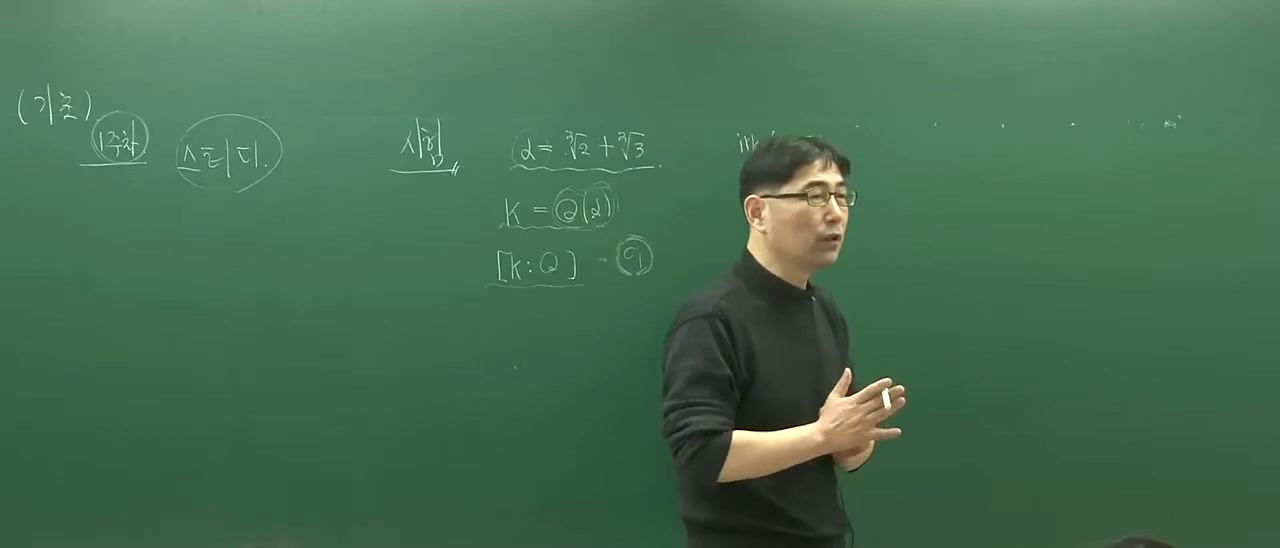 (기초)
1주차
스터디.
시험
α = ∛2 + ∛3
K = Q(α)
[K : Q] = 9